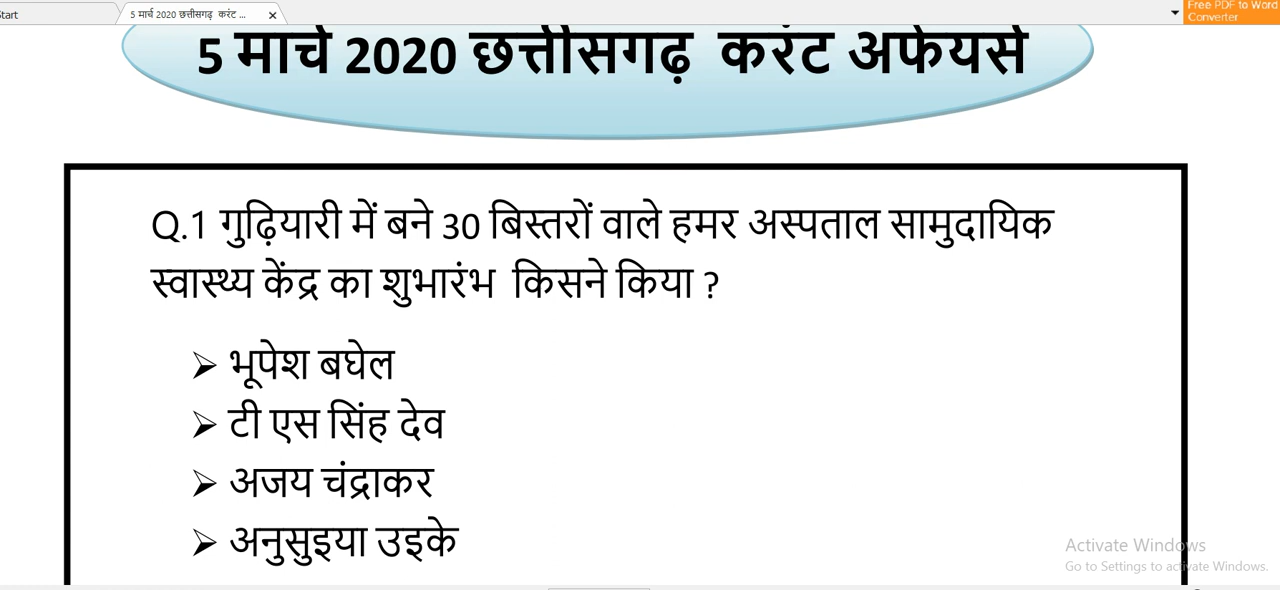 tart
5 मार्च 2020 छत्तीसगढ़ करंट ...
Free PDF to Word
Converter
5 मार्च 2020 छत्तीसगढ़ करंट अफेयर्स
Q.1 गुढ़ियारी में बने 30 बिस्तरों वाले हमर अस्पताल सामुदायिक
स्वास्थ्य केंद्र का शुभारंभ किसने किया ?
➢ भूपेश बघेल
➢ टी एस सिंह देव
➢ अजय चंद्राकर
➢ अनुसुइया उइके
Activate Windows
Go to Settings to activate Windows.